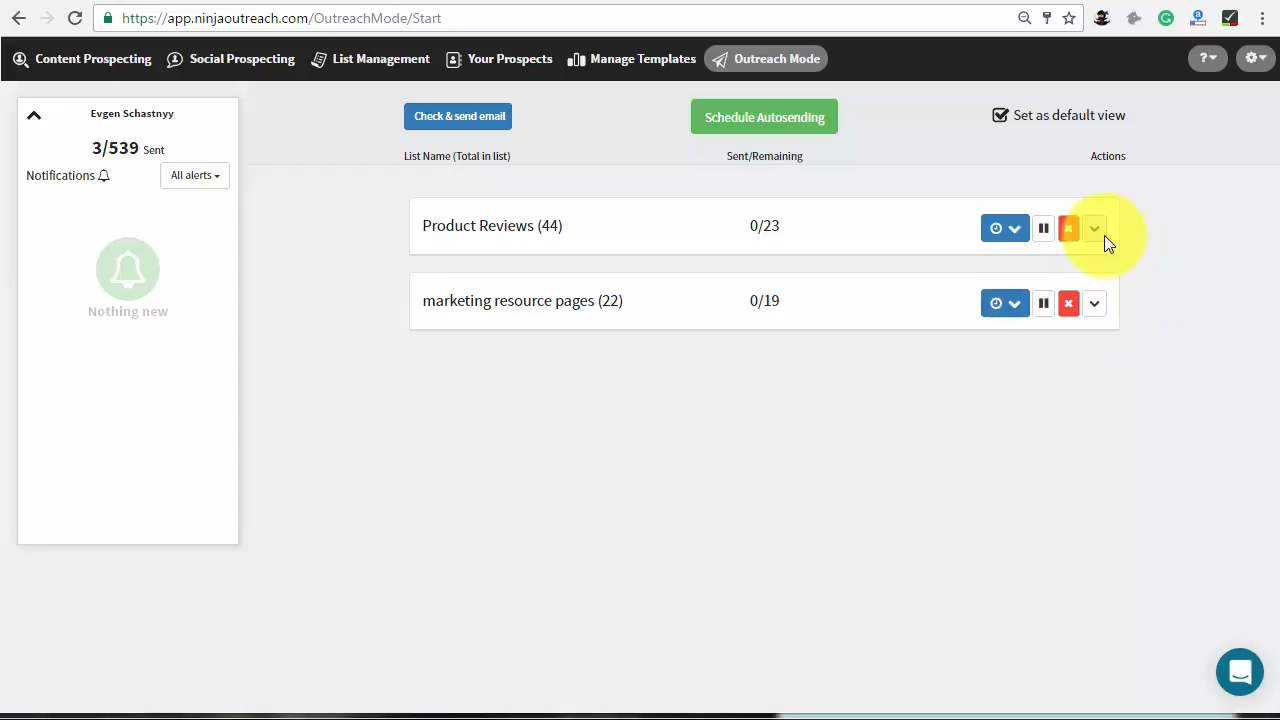 https://app.ninjaoutreach.com/OutreachMode/Start
Content Prospecting Social Prospecting List Management Your Prospects Manage Templates Outreach Mode ?
Evgen Schastnyy
3/539 Sent
Notifications All alerts
Nothing new
Check & send email Schedule Autosending Set as default view
List Name (Total in list) Sent/Remaining Actions
Product Reviews (44) 0/23
marketing resource pages (22) 0/19